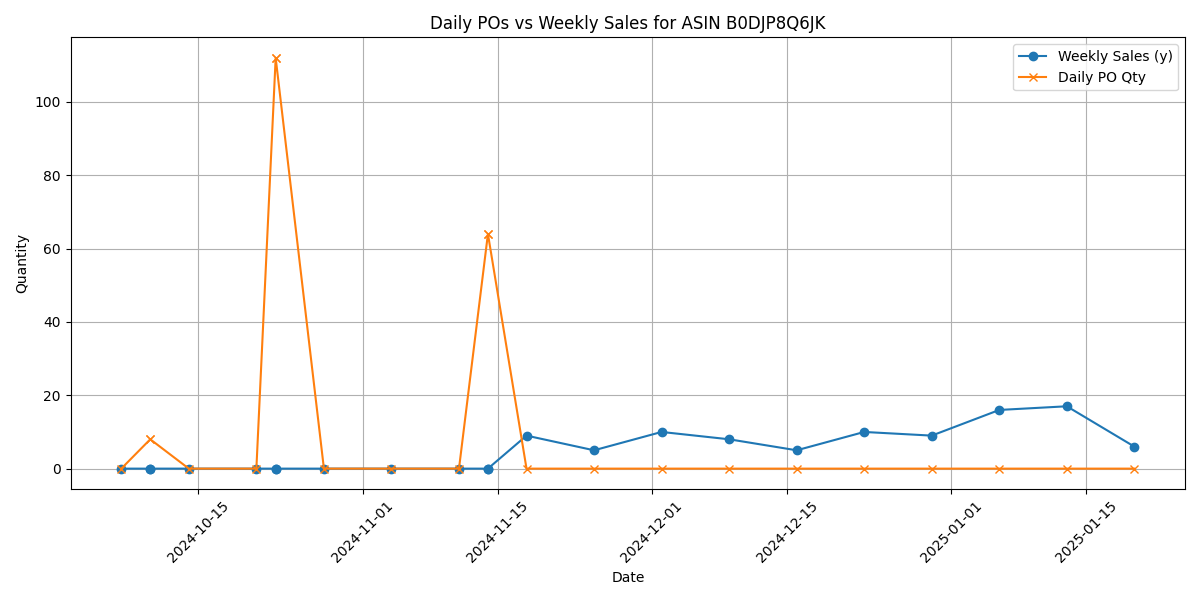 Daily POs vs Weekly Sales for ASIN B0DJP8Q6JK
Weekly Sales (y)
Daily PO Qty
Quantity
100
80
60
40
20
0
2024-10-15
2024-11-01
2024-11-15
2024-12-01
2024-12-15
2025-01-01
2025-01-15
Date